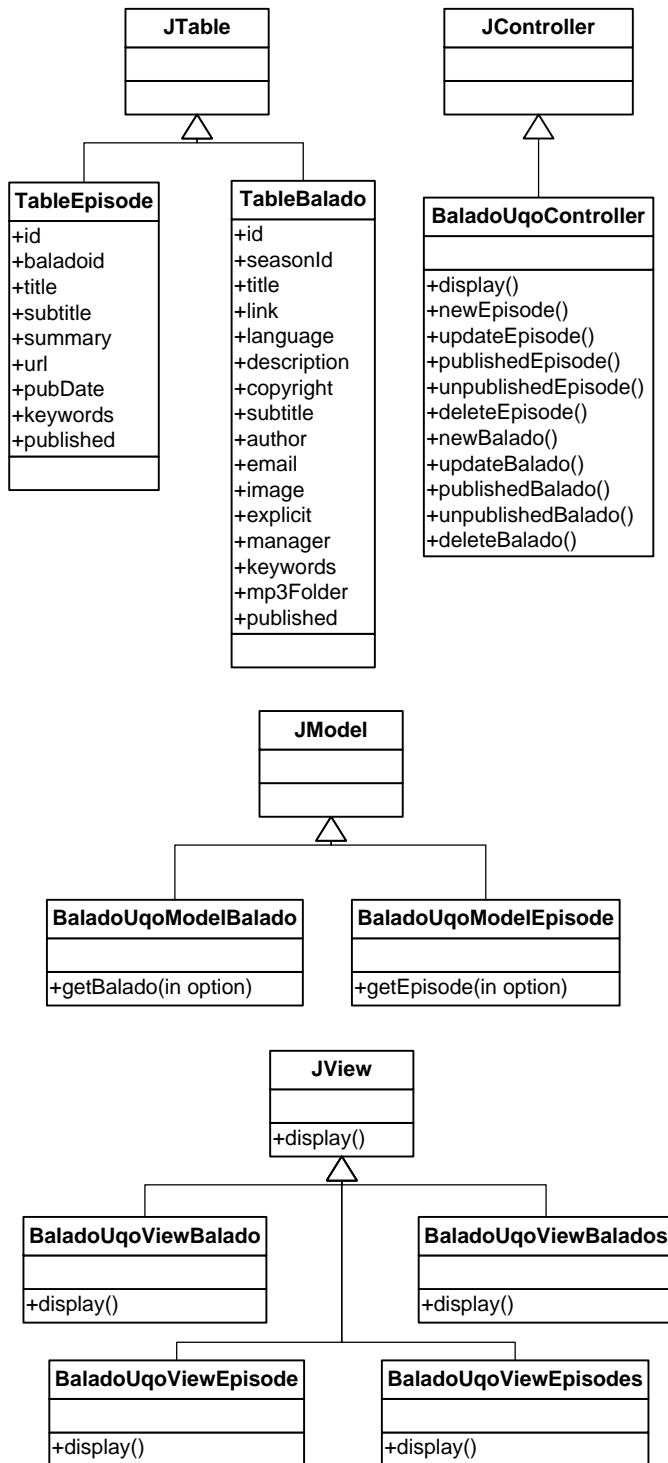 JTable
JController
TableEpisode
+id
+baladoid
+title
+subtitle
+summary
+url
+pubDate
+keywords
+published
TableBalado
+id
+seasonId
+title
+link
+language
+description
+copyright
+subtitle
+author
+email
+image
+explicit
+manager
+keywords
+mp3Folder
+published
BaladoUqoController
+display()
+newEpisode()
+updateEpisode()
+publishedEpisode()
+unpublishedEpisode()
+deleteEpisode()
+newBalado()
+updateBalado()
+publishedBalado()
+unpublishedBalado()
+deleteBalado()
JModel
BaladoUqoModelBalado
+getBalado(in option)
BaladoUqoModelEpisode
+getEpisode(in option)
JView
+display()
BaladoUqoViewBalado
+display()
BaladoUqoViewBalados
+display()
BaladoUqoViewEpisode
+display()
BaladoUqoViewEpisodes
+display()